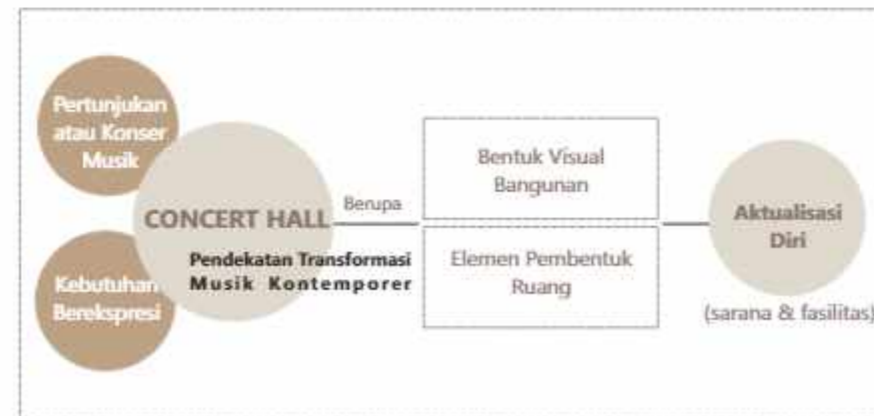 Pertunjukan
atau Konser
Musik
CONCERT HALL
Pendekatan Transformasi
Musik Kontemporer
Kebutuhan
Berekspresi
Berupa
Bentuk Visual
Bangunan
Elemen Pembentuk
Ruang
Aktualisasi
Diri
(sarana & fasilitas)